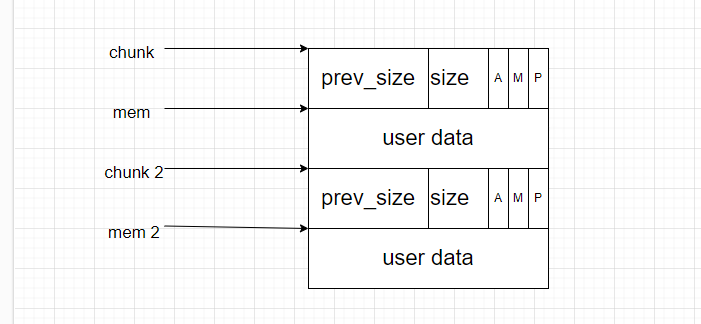 chunk
prev_size size A M P
mem
user data
chunk 2
prev_size size A M P
mem 2
user data